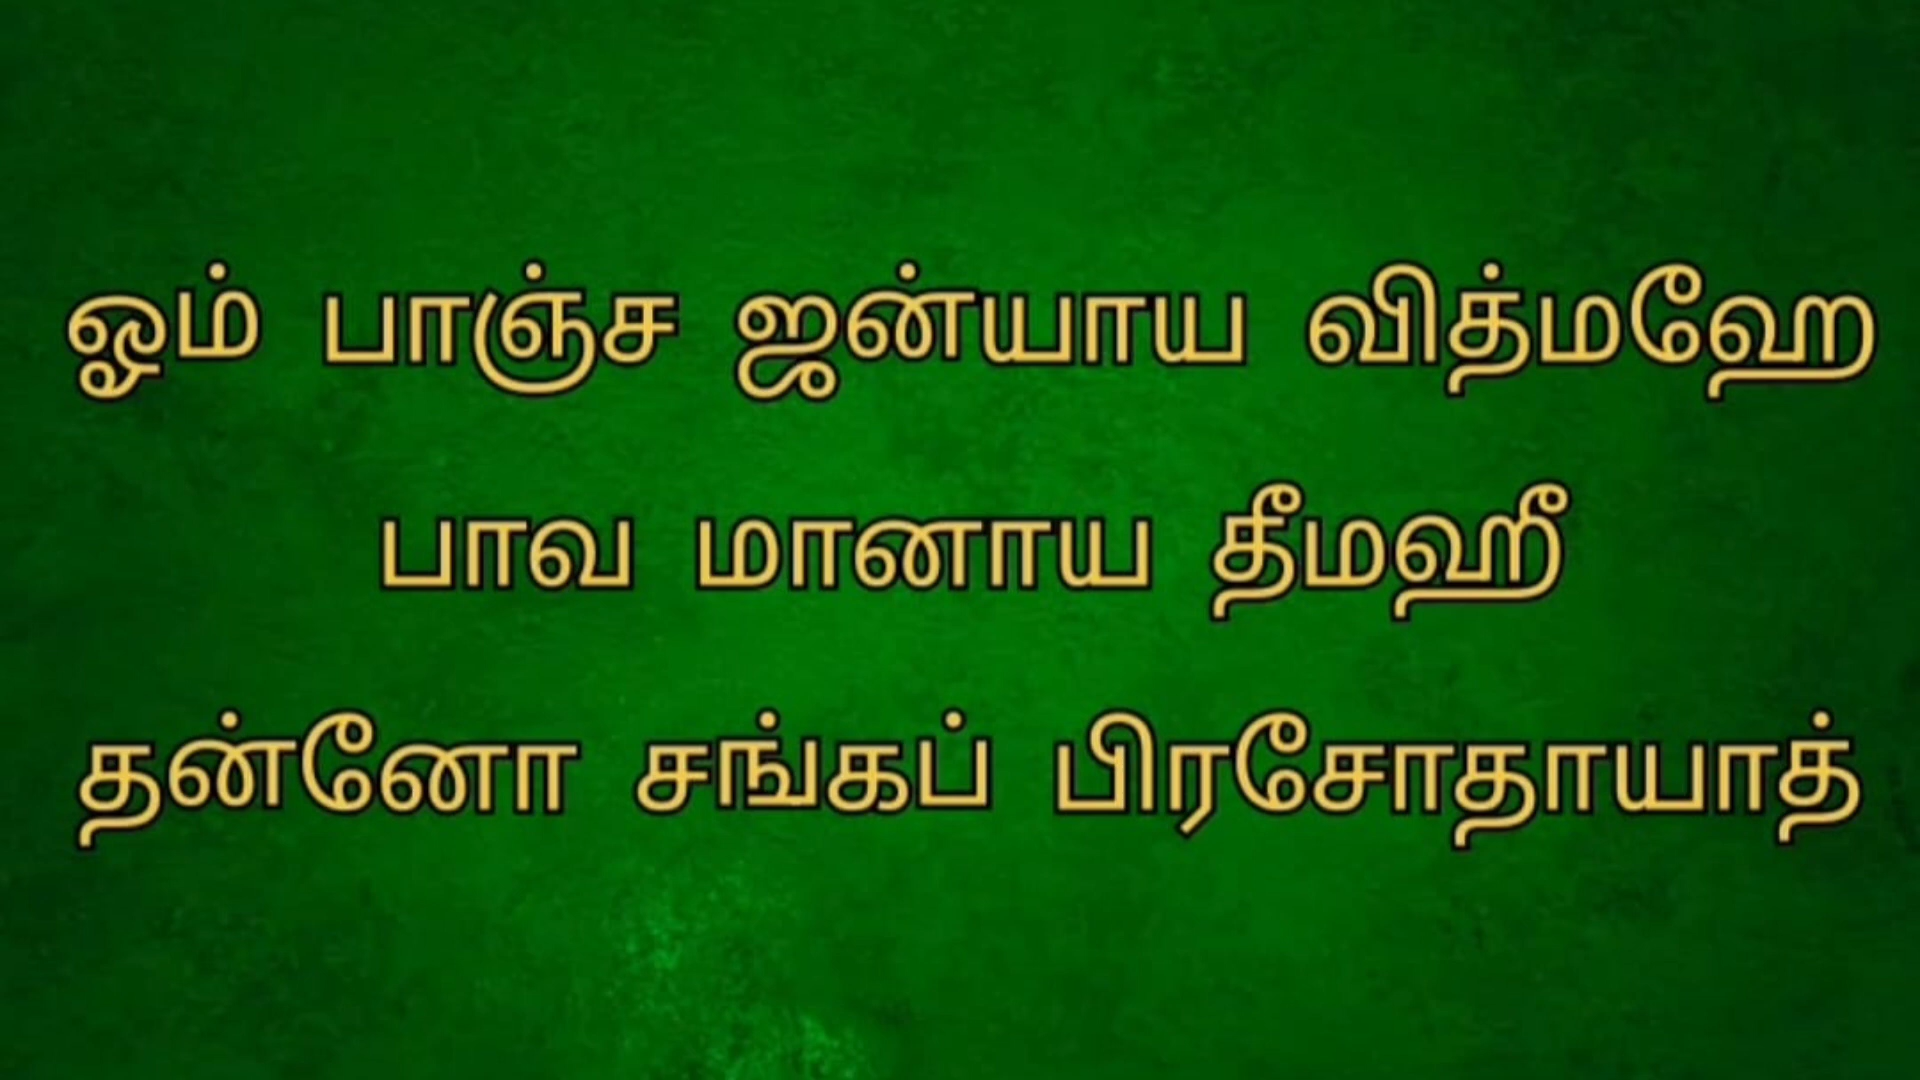 ஓம் பாஞ்ச ஜன்யாய வித்மஹே
பாவ மானாய தீமஹீ
தன்னோ சங்கப் பிரசோதாயாத்